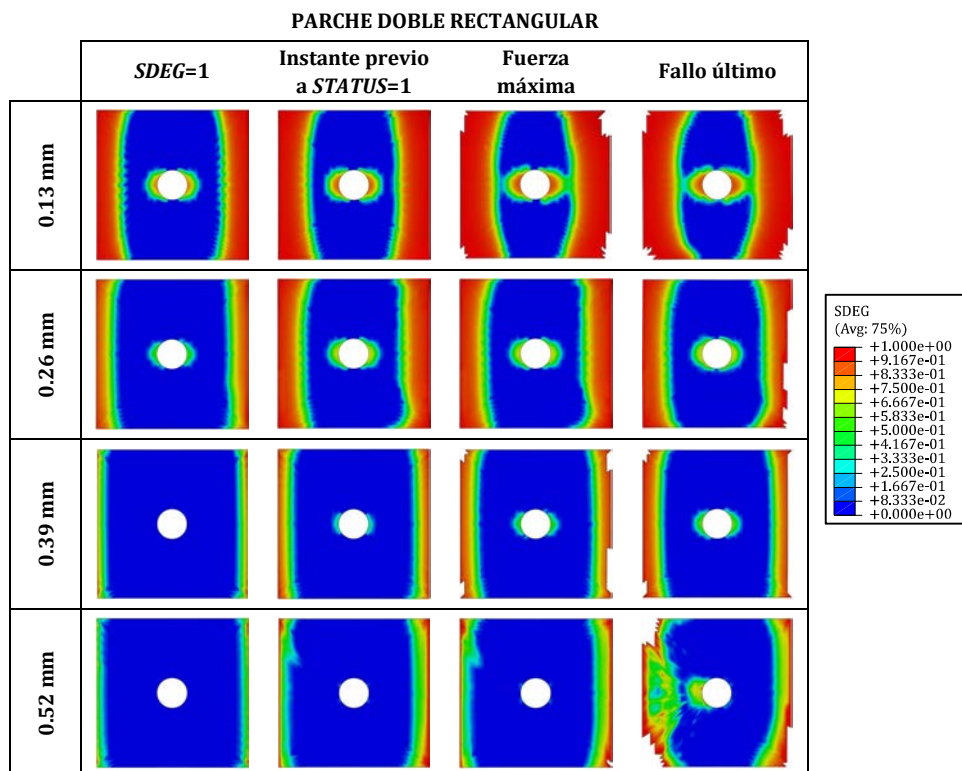 PARCHE DOBLE RECTANGULAR
SDEG=1
Instante previo
a STATUS=1
Fuerza
máxima
Fallo último
0.13 mm
0.26 mm
0.39 mm
0.52 mm
SDEG
(Avg: 75%)
+1.000e+00
+9.167e-01
+8.333e-01
+7.500e-01
+6.667e-01
+5.833e-01
+5.000e-01
+4.167e-01
+3.333e-01
+2.500e-01
+1.667e-01
+8.333e-02
+0.000e+00